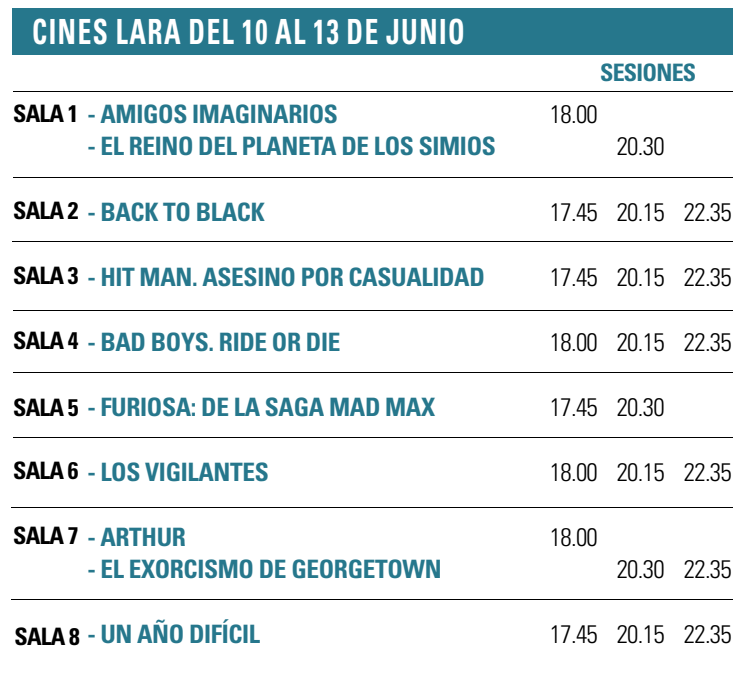 CINES LARA DEL 10 AL 13 DE JUNIO
SESIONES
SALA 1 - AMIGOS IMAGINARIOS 18.00
- EL REINO DEL PLANETA DE LOS SIMIOS 20.30
SALA 2 - BACK TO BLACK 17.45 20.15 22.35
SALA 3 - HIT MAN. ASESINO POR CASUALIDAD 17.45 20.15 22.35
SALA 4 - BAD BOYS. RIDE OR DIE 18.00 20.15 22.35
SALA 5 - FURIOSA: DE LA SAGA MAD MAX 17.45 20.30
SALA 6 - LOS VIGILANTES 18.00 20.15 22.35
SALA 7 - ARTHUR 18.00
- EL EXORCISMO DE GEORGETOWN 20.30 22.35
SALA 8 - UN AÑO DIFÍCIL 17.45 20.15 22.35